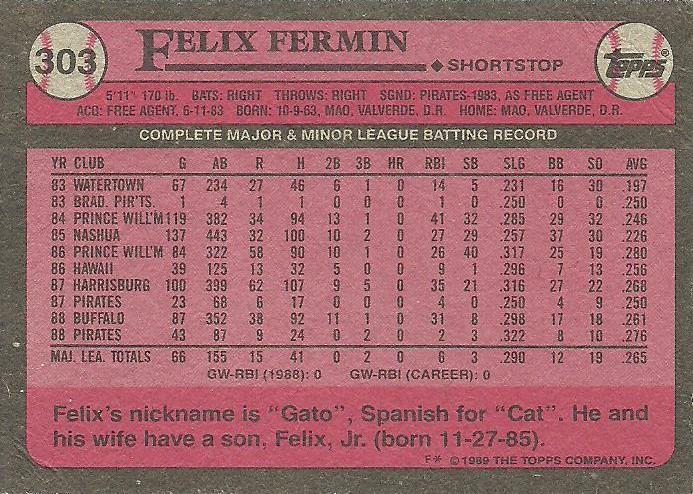 303 FELIX FERMIN
◆ SHORTSTOP
topps
5'11" 170 lb. BATS: RIGHT THROWS: RIGHT SGND: PIRATES-1983, AS FREE AGENT
ACQ: FREE AGENT, 6-11-83 BORN: 10-9-63, MAO, VALVERDE, D.R. HOME: MAO, VALVERDE, D.R.
COMPLETE MAJOR & MINOR LEAGUE BATTING RECORD
YR CLUB G AB R H 2B 3B HR RBI SB SLG BB SO AVG
83 WATERTOWN 67 234 27 46 6 1 0 14 5 .231 16 30 .197
83 BRAD. PIR'TS. 1 4 1 1 0 0 0 1 0 .250 0 0 .250
84 PRINCE WILL'M 119 382 34 94 13 1 0 41 32 .285 29 32 .246
85 NASHUA 137 443 32 100 10 2 0 27 29 .257 37 30 .226
86 PRINCE WILL'M 84 322 58 90 10 1 0 26 40 .317 25 19 .280
86 HAWAII 39 125 13 32 5 0 0 9 1 .296 7 13 .256
87 HARRISBURG 100 399 62 107 9 5 0 35 21 .316 27 22 .268
87 PIRATES 23 68 6 17 0 0 0 4 0 .250 4 9 .250
88 BUFFALO 87 352 38 92 11 1 0 31 8 .298 17 18 .261
88 PIRATES 43 87 9 24 0 2 0 2 3 .322 8 10 .276
MAJ. LEA. TOTALS 66 155 15 41 0 2 0 6 3 .290 12 19 .265
GW-RBI (1988): 0 GW-RBI (CAREER): 0
Felix's nickname is "Gato", Spanish for "Cat". He and
his wife have a son, Felix, Jr. (born 11-27-85).
F* © 1989 THE TOPPS COMPANY, INC.